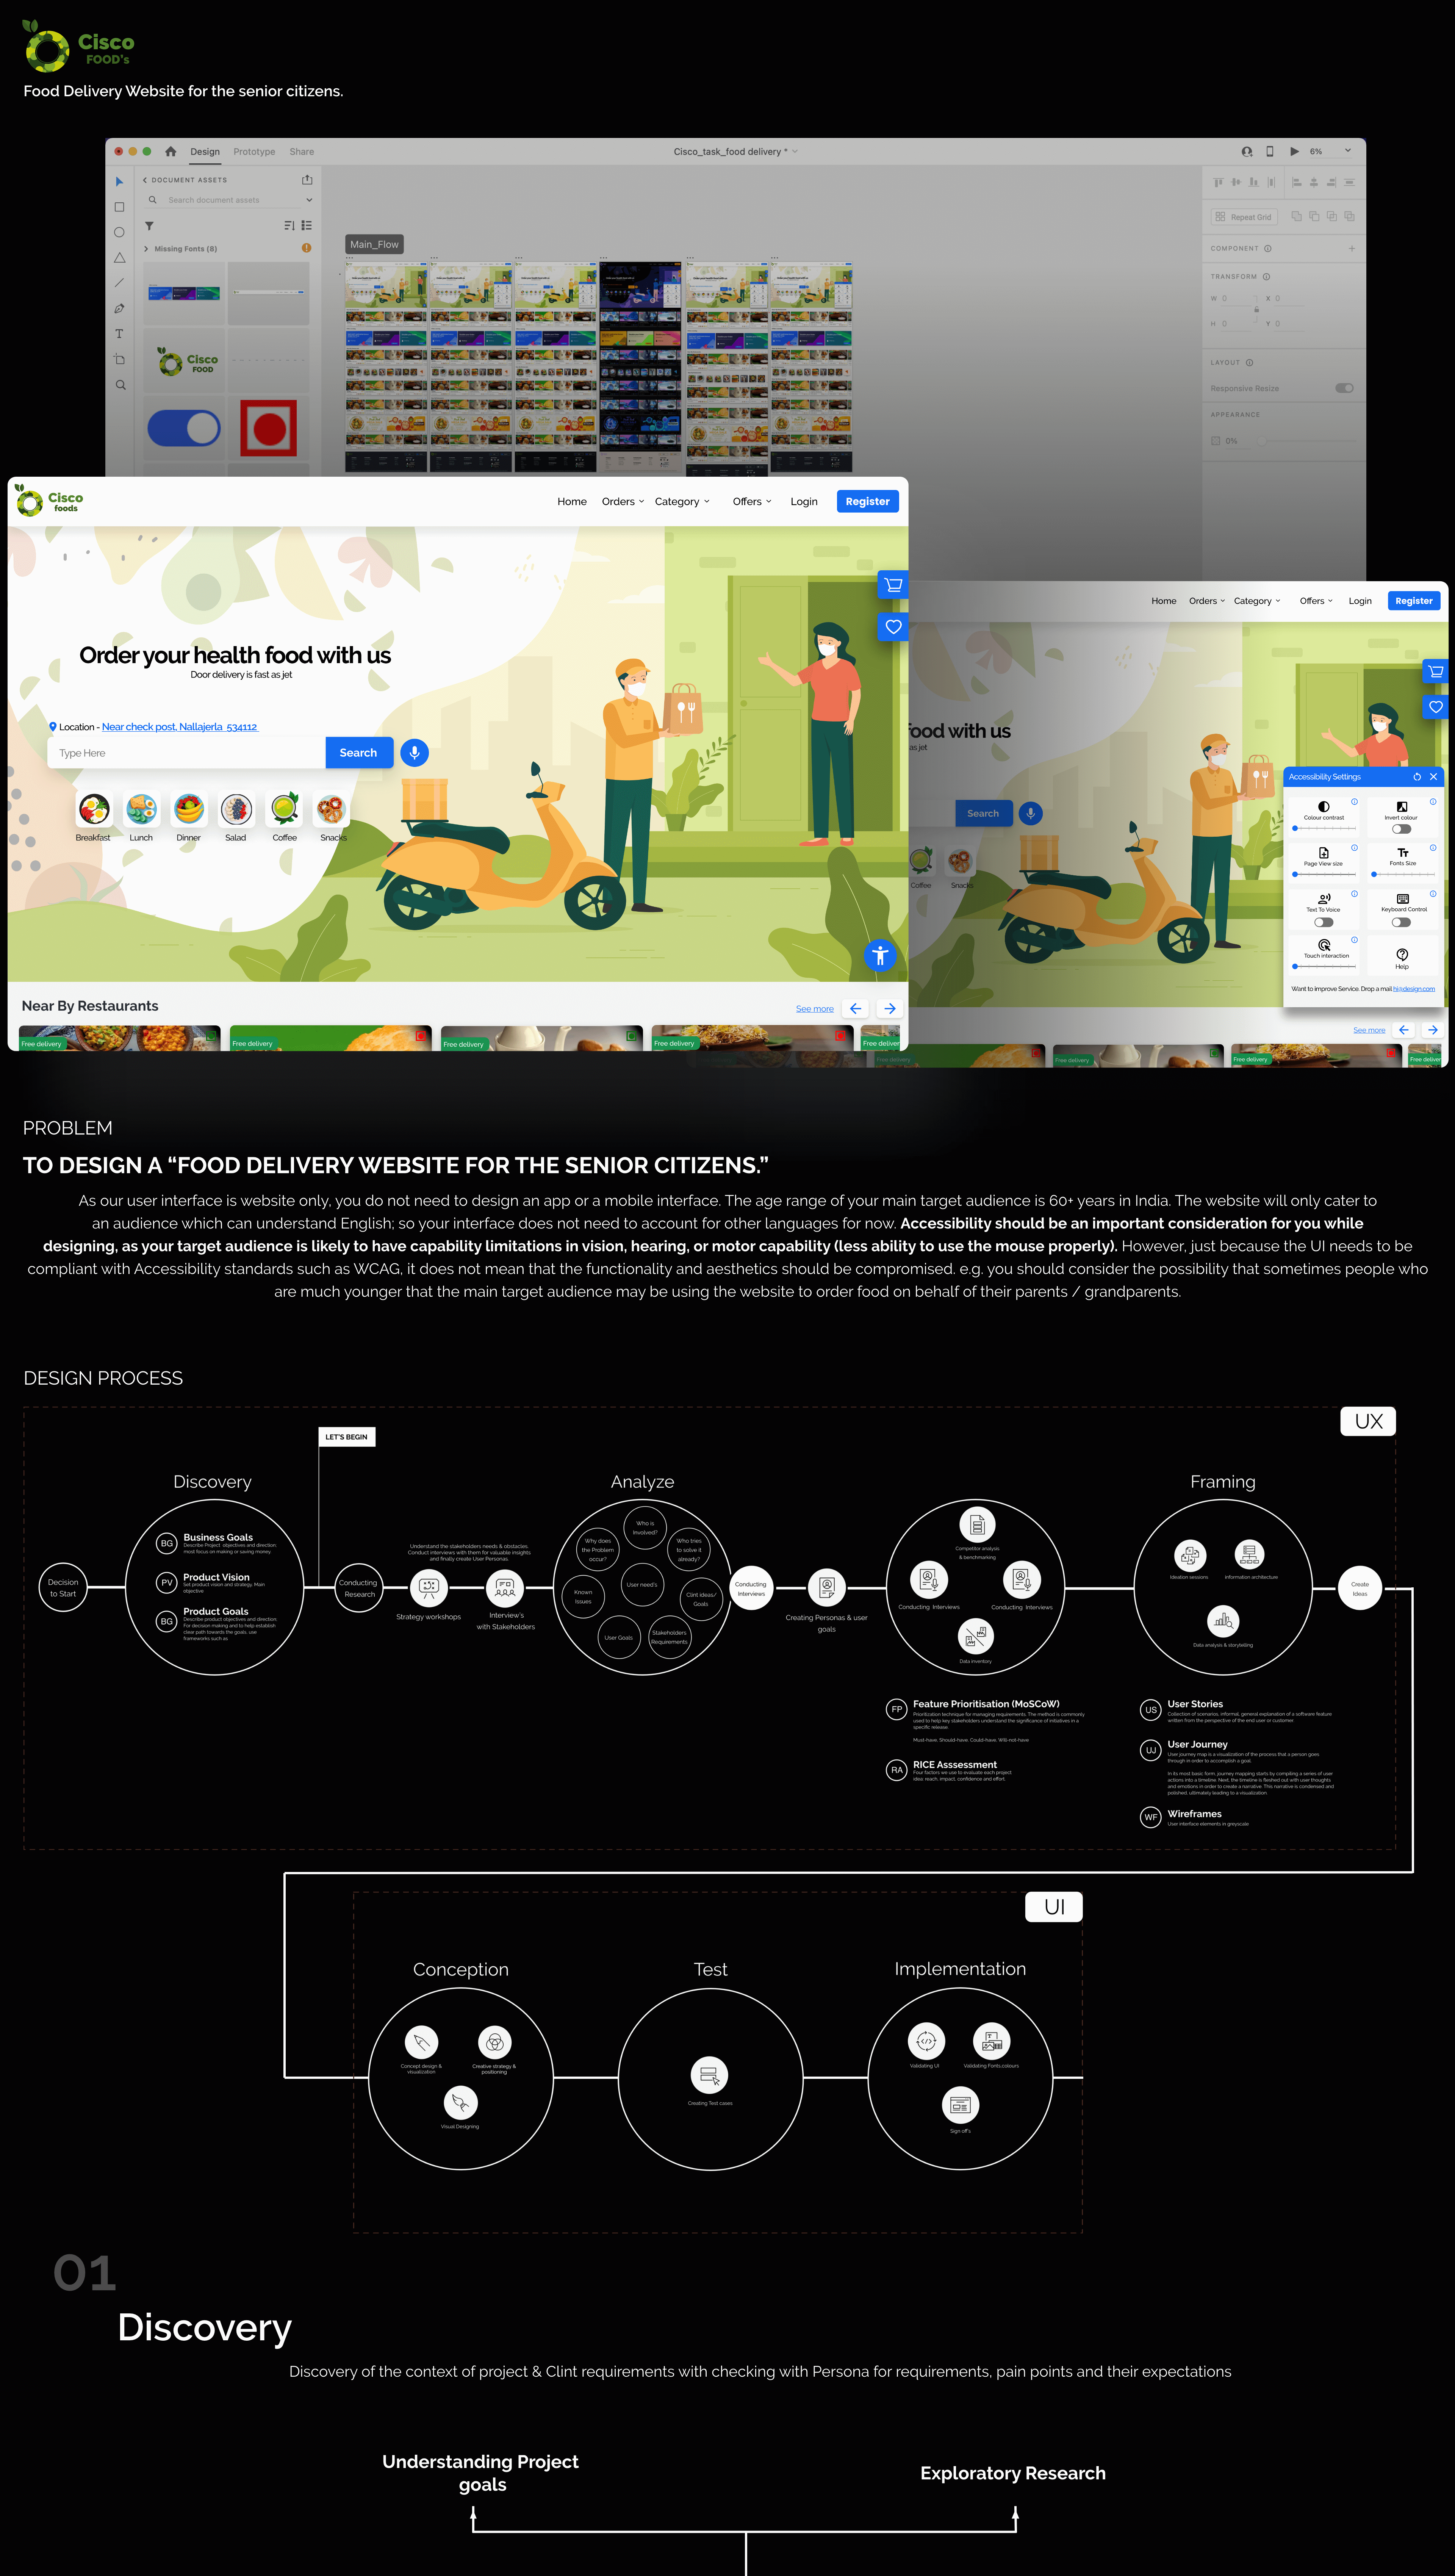 Cisco
FOOD's
Food Delivery Website for the senior citizens.
Design Prototype Share
Cisco_task_food delivery *
6%
DOCUMENT ASSETS
Search document assets
Repeat Grid
Main_Flow
Missing Fonts (8)
COMPONENT
TRANSFORM
W 0 X 0
H 0 Y 0
Cisco
FOOD
LAYOUT
Responsive Resize
APPEARANCE
0%
Cisco
foods
Home Orders Category Offers Login Register
Order your health food with us
Door delivery is fast as jet
Location - Near check post, Nallajerla 534112
Type Here Search
Breakfast Lunch Dinner Salad Coffee Snacks
Near By Restaurants
See more
Free delivery Free delivery Free delivery Free delivery Free deliver
Home Orders Category Offers Login Register
food with us
as jet
Search
Coffee Snacks
Accessibility Settings
Colour contrast Invert colour
Page View size Fonts Size
Text To Voice Keyboard Control
Touch interaction Help
Want to improve Service. Drop a mail hi@design.com
See more
Free delivery Free delivery Free delivery Free deliver
PROBLEM
TO DESIGN A “FOOD DELIVERY WEBSITE FOR THE SENIOR CITIZENS.”
As our user interface is website only, you do not need to design an app or a mobile interface. The age range of your main target audience is 60+ years in India. The website will only cater to
an audience which can understand English; so your interface does not need to account for other languages for now. Accessibility should be an important consideration for you while
designing, as your target audience is likely to have capability limitations in vision, hearing, or motor capability (less ability to use the mouse properly). However, just because the UI needs to be
compliant with Accessibility standards such as WCAG, it does not mean that the functionality and aesthetics should be compromised. e.g. you should consider the possibility that sometimes people who
are much younger that the main target audience may be using the website to order food on behalf of their parents / grandparents.
DESIGN PROCESS
UX
LET'S BEGIN
Decision
to Start
Discovery
BG Business Goals
Describe Project objectives and direction;
most focus on making or saving money.
PV Product Vision
Set product vision and strategy. Main
objective
BG Product Goals
Describe product objectives and direction.
For decision making and to help establish
clear path towards the goals, use
frameworks such as
Conducting
Research
Understand the stakeholders needs & obstacles.
Conduct interviews with them for valuable insights
and finally create User Personas.
Strategy workshops
Interview's
with Stakeholders
Analyze
Who is
Involved?
Why does
the Problem
occur?
Who tries
to solve it
already?
User need's
Known
Issues
Clint ideas/
Goals
User Goals
Stakeholders
Requirements
Conducting
Interviews
Creating Personas & user
goals
Competitor analysis
& benchmarking
Conducting Interviews Conducting Interviews
Data inventory
FP Feature Prioritisation (MoSCoW)
Prioritization technique for managing requirements. The method is commonly
used to help key stakeholders understand the significance of initiatives in a
specific release.
Must-have, Should-have, Could-have, Will-not-have
RA RICE Asssessment
Four factors we use to evaluate each project
idea: reach, impact, confidence and effort.
Framing
Ideation sessions Information architecture
Data analysis & storytelling
Create
Ideas
US User Stories
Collection of scenarios, informal, general explanation of a software feature
written from the perspective of the end user or customer.
UJ User Journey
User journey map is a visualization of the process that a person goes
through in order to accomplish a goal.
In its most basic form, journey mapping starts by compiling a series of user
actions into a timeline. Next, the timeline is fleshed out with user thoughts
and emotions in order to create a narrative. This narrative is condensed and
polished, ultimately leading to a visualization
WF Wireframes
User interface elements in greyscale
UI
Conception
Concept design &
visualization
Creative strategy &
positioning
Visual Designing
Test
Creating Test cases
Implementation
Validating UI Validating Fonts,colours
Sign off's
01
Discovery
Discovery of the context of project & Clint requirements with checking with Persona for requirements, pain points and their expectations
Understanding Project
goals
Exploratory Research